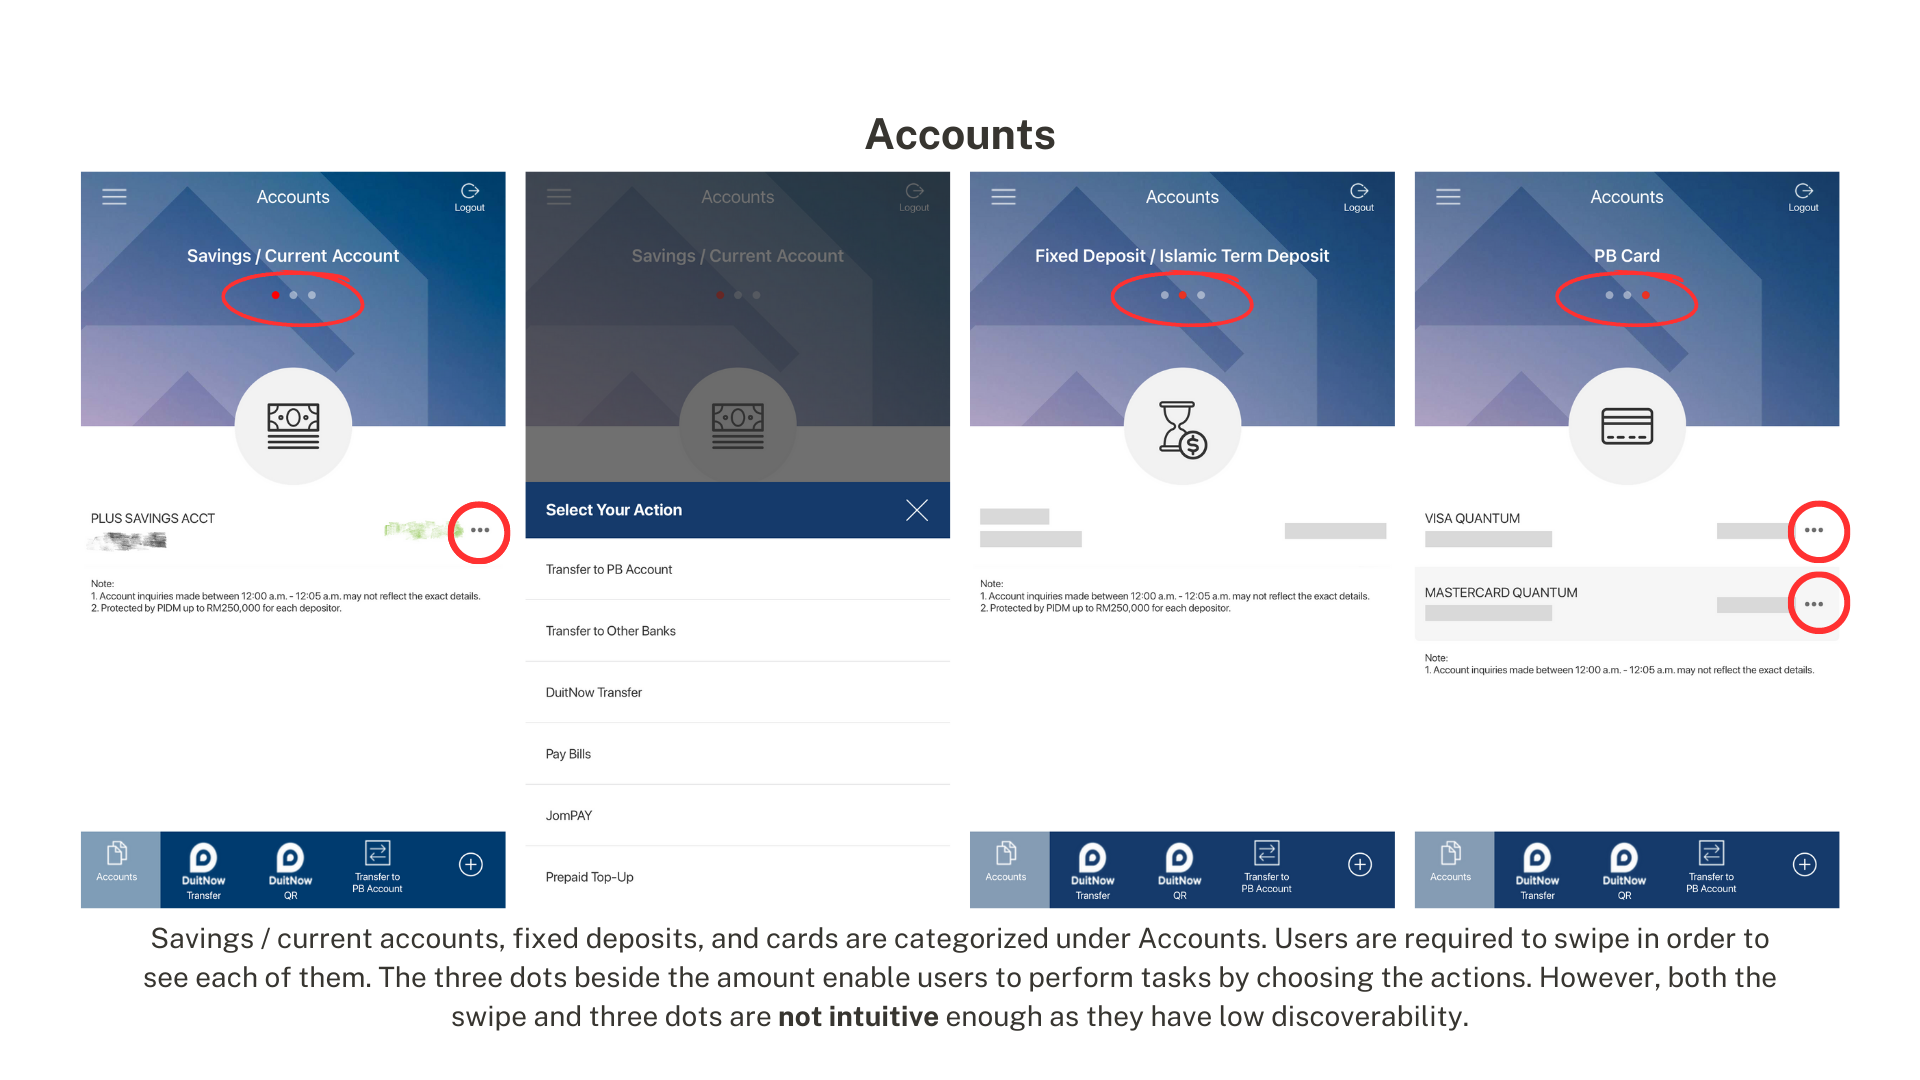 Accounts
Accounts
Logout
Savings / Current Account
PLUS SAVINGS ACCT
Note:
1. Account inquiries made between 12:00 a.m. - 12:05 a.m. may not reflect the exact details.
2. Protected by PIDM up to RM250,000 for each depositor.
Accounts
DuitNow
Transfer
DuitNow
QR
Transfer to
PB Account
Accounts
Logout
Savings / Current Account
Select Your Action
Transfer to PB Account
Transfer to Other Banks
DuitNow Transfer
Pay Bills
JomPAY
Prepaid Top-Up
Accounts
Logout
Fixed Deposit / Islamic Term Deposit
Note:
1. Account inquiries made between 12:00 a.m. - 12:05 a.m. may not reflect the exact details.
2. Protected by PIDM up to RM250,000 for each depositor.
Accounts
DuitNow
Transfer
DuitNow
QR
Transfer to
PB Account
Accounts
Logout
PB Card
VISA QUANTUM
MASTERCARD QUANTUM
Note:
1. Account inquiries made between 12:00 a.m. - 12:05 a.m. may not reflect the exact details.
Accounts
DuitNow
Transfer
DuitNow
QR
Transfer to
PB Account
Savings / current accounts, fixed deposits, and cards are categorized under Accounts. Users are required to swipe in order to
see each of them. The three dots beside the amount enable users to perform tasks by choosing the actions. However, both the
swipe and three dots are not intuitive enough as they have low discoverability.